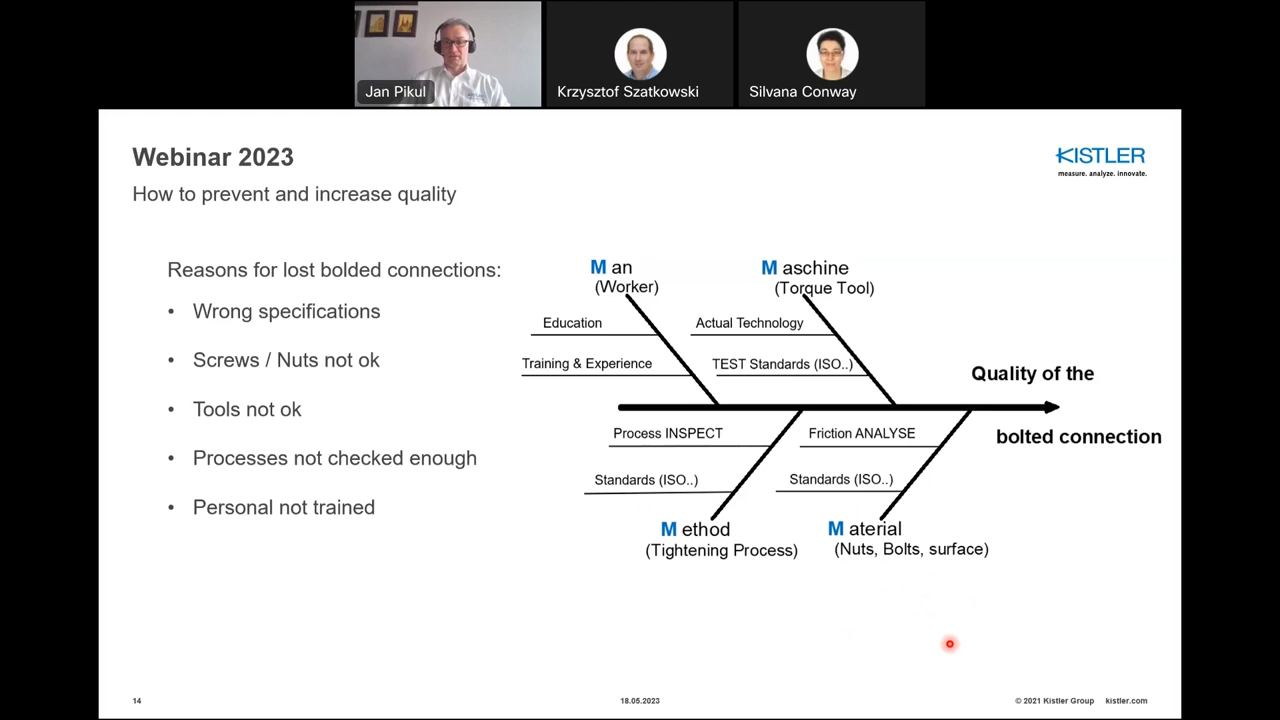 Jan Pikul
Krzysztof Szatkowski
Silvana Conway
Webinar 2023
How to prevent and increase quality
KISTLER
measure. analyze. innovate.
Reasons for lost bolded connections:
• Wrong specifications
• Screws / Nuts not ok
• Tools not ok
• Processes not checked enough
• Personal not trained
M an
(Worker)
M aschine
(Torque Tool)
Education
Actual Technology
Training & Experience
TEST Standards (ISO..)
Quality of the
bolted connection
Process INSPECT
Friction ANALYSE
Standards (ISO..)
Standards (ISO..)
M ethod
(Tightening Process)
M aterial
(Nuts, Bolts, surface)
14
18.05.2023
© 2021 Kistler Group kistler.com